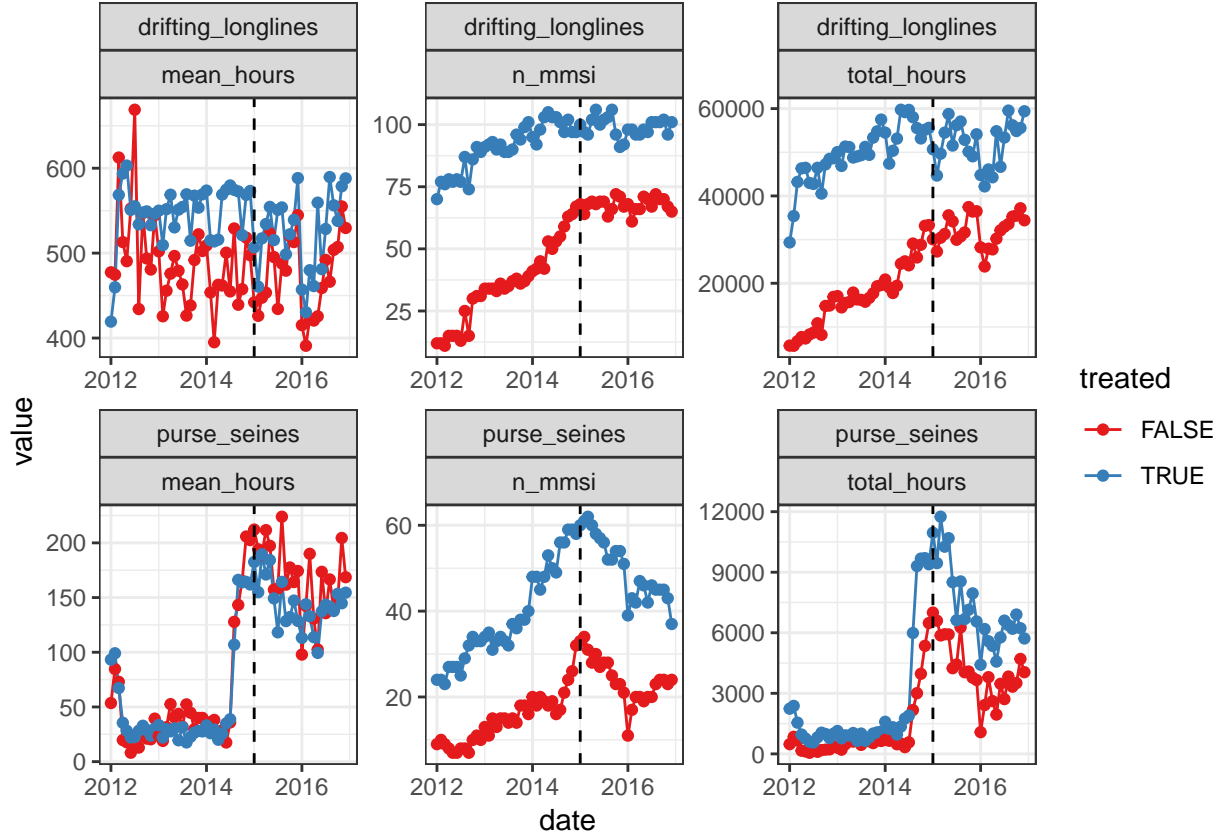 drifting_longlines drifting_longlines drifting_longlines
mean_hours n_mmsi total_hours
600
500
400
100
75
50
25
60000
40000
20000
2012 2014 2016 2012 2014 2016 2012 2014 2016
purse_seines purse_seines purse_seines
mean_hours n_mmsi total_hours
200
150
100
50
0
60
40
20
12000
9000
6000
3000
0
2012 2014 2016 2012 2014 2016 2012 2014 2016
value
date
treated
FALSE
TRUE